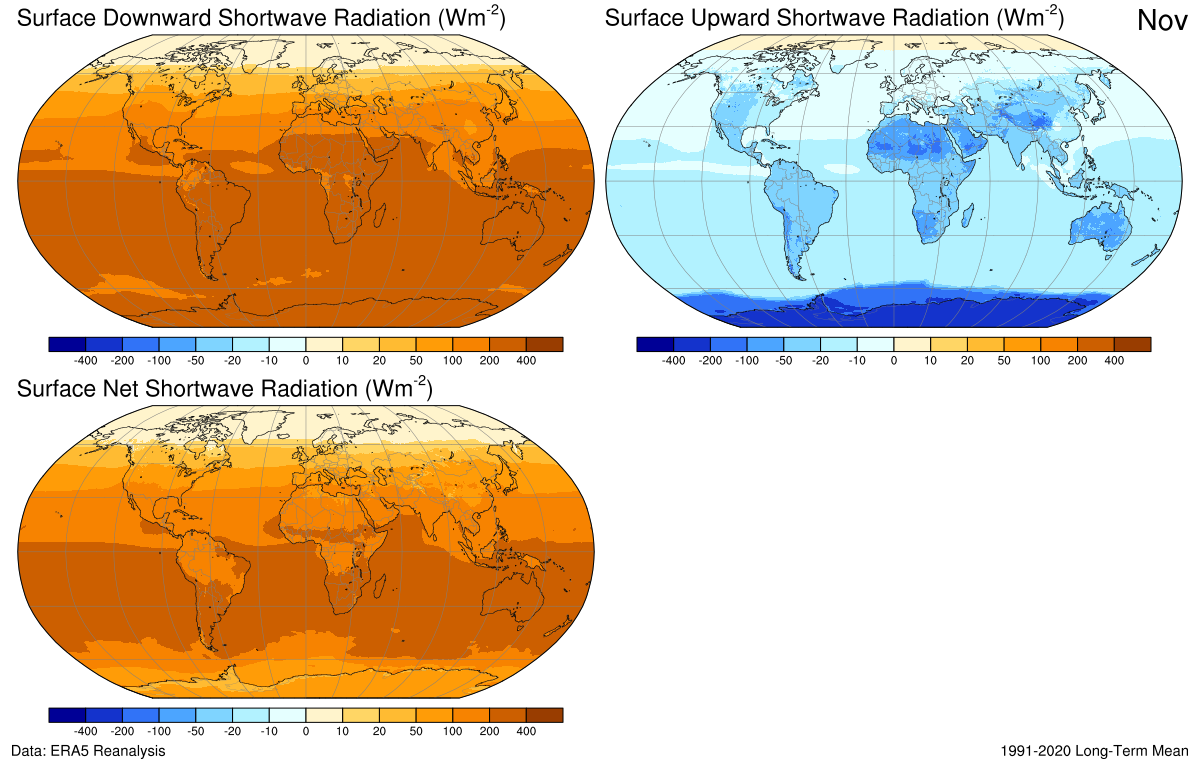 Surface Downward Shortwave Radiation (Wm-2)
Surface Upward Shortwave Radiation (Wm-2)
Nov
-400 -200 -100 -50 -20 -10 0 10 20 50 100 200 400
-400 -200 -100 -50 -20 -10 0 10 20 50 100 200 400
Surface Net Shortwave Radiation (Wm-2)
-400 -200 -100 -50 -20 -10 0 10 20 50 100 200 400
Data: ERA5 Reanalysis
1991-2020 Long-Term Mean